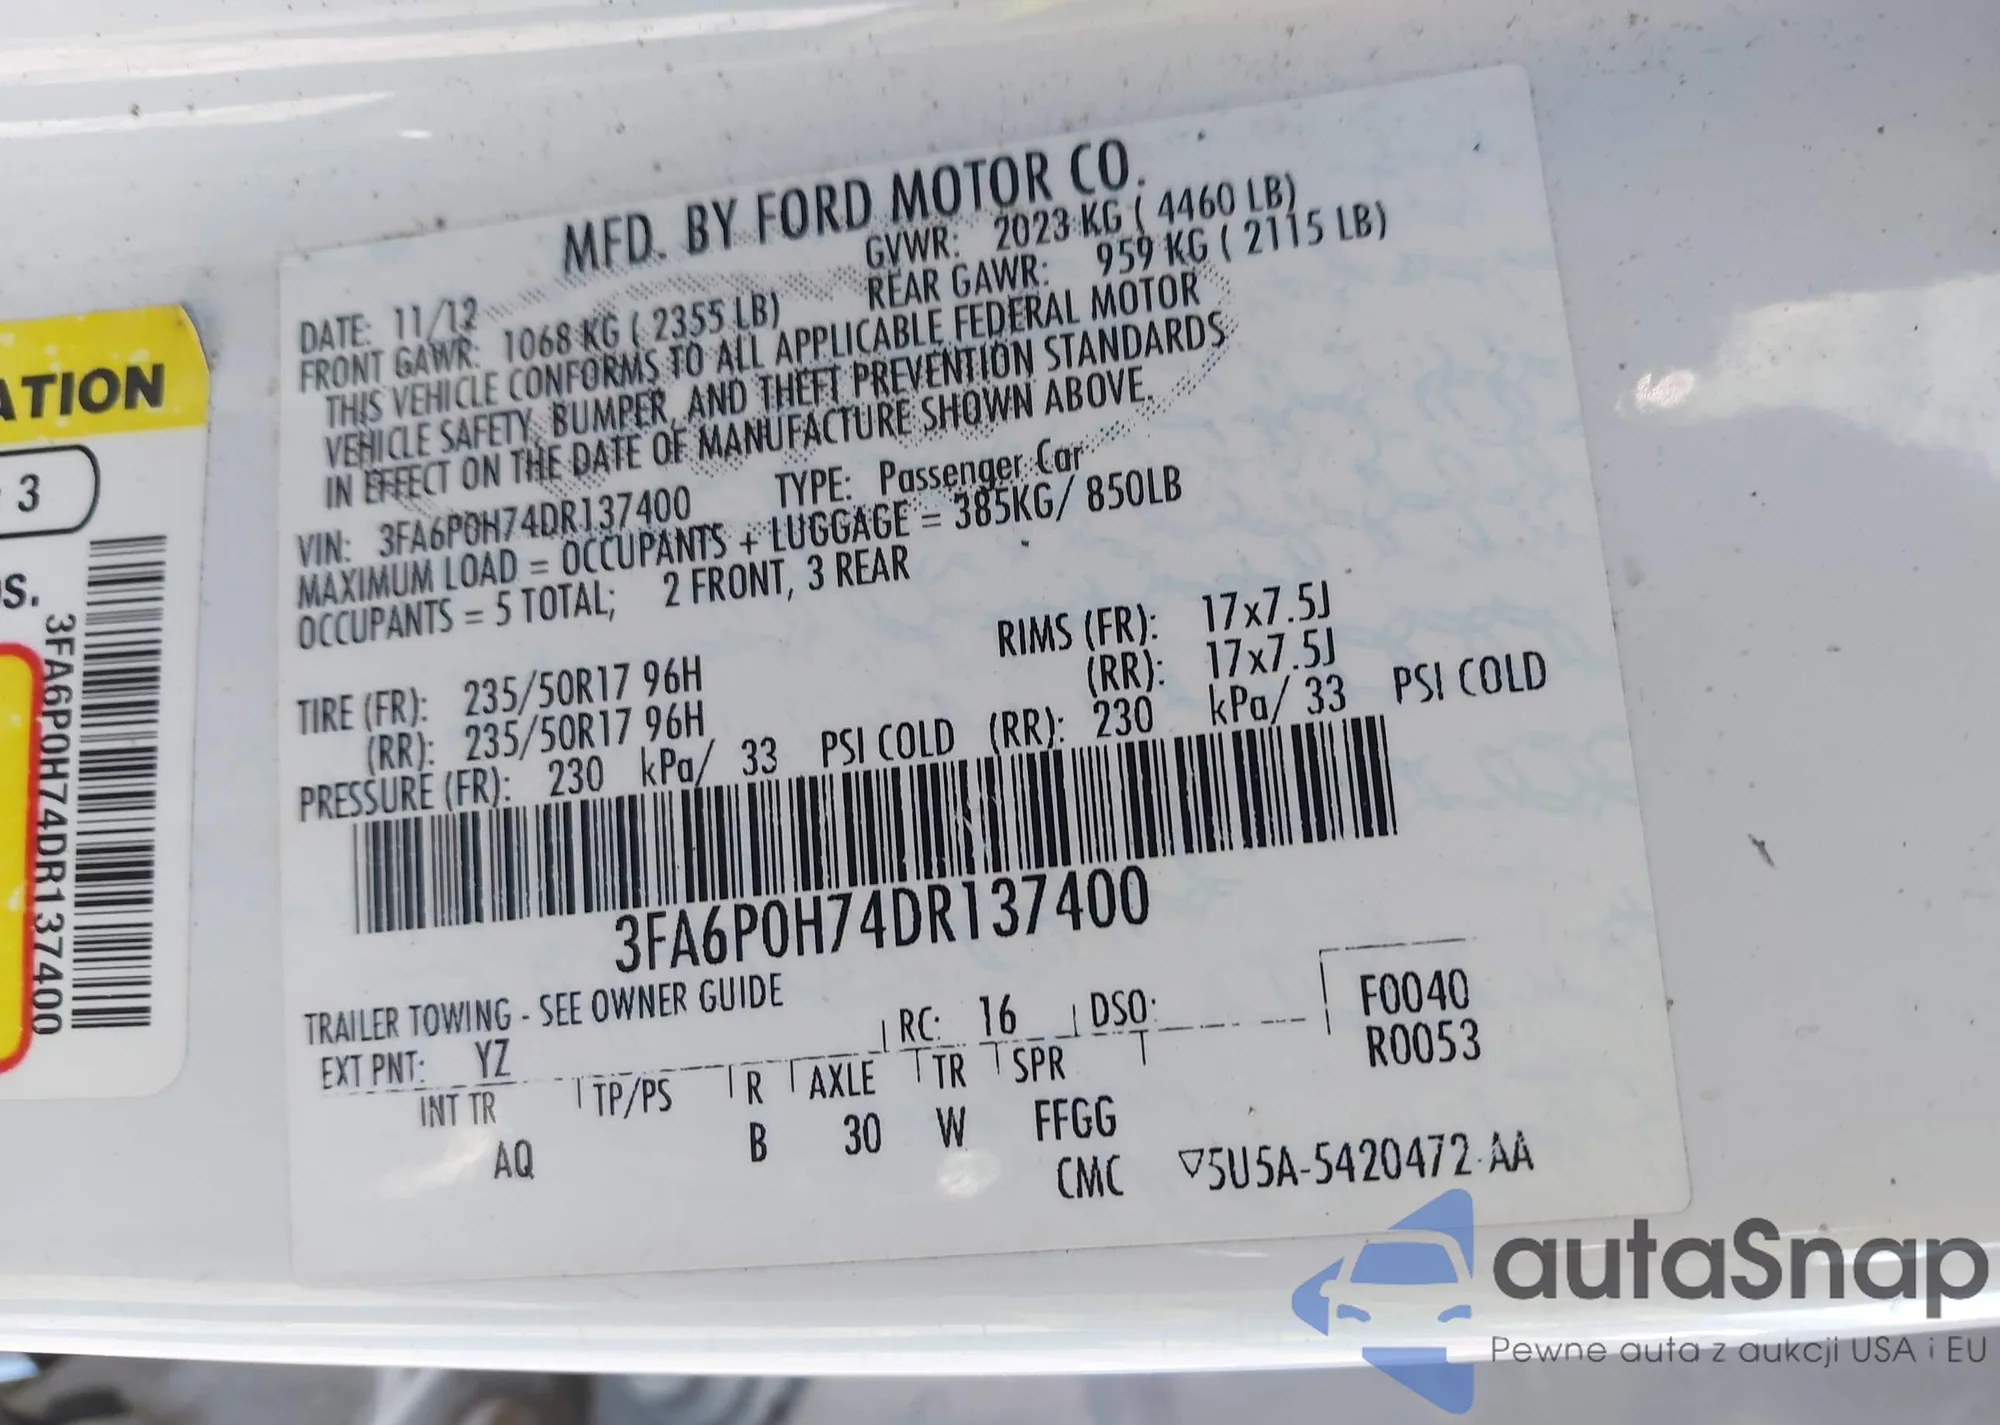 MFD. BY FORD MOTOR CO.
DATE: 11/12 GVWR: 2023 KG ( 4460 LB)
FRONT GAWR: 1068 KG ( 2355 LB) REAR GAWR: 959 KG ( 2115 LB)
THIS VEHICLE CONFORMS TO ALL APPLICABLE FEDERAL MOTOR
VEHICLE SAFETY, BUMPER, AND THEFT PREVENTION STANDARDS
IN EFFECT ON THE DATE OF MANUFACTURE SHOWN ABOVE.
VIN: 3FA6P0H74DR137400 TYPE: Passenger Car
MAXIMUM LOAD = OCCUPANTS + LUGGAGE = 385KG/ 850LB
OCCUPANTS = 5 TOTAL; 2 FRONT, 3 REAR
TIRE (FR): 235/50R17 96H RIMS (FR): 17x7.5J
(RR): 235/50R17 96H (RR): 17x7.5J
PRESSURE (FR): 230 kPa/ 33 PSI COLD (RR): 230 kPa/ 33 PSI COLD
3FA6P0H74DR137400
TRAILER TOWING - SEE OWNER GUIDE
EXT PNT: YZ RC: 16 DSO: F0040
R0053
INT TR TP/PS R AXLE TR SPR T
AQ B 30 W FFGG
CMC ▽5U5A-5420472-AA
ATION
3
S.
3FA6P0H74DR137400
autaSnap
Pewne auta z aukcji USA i EU